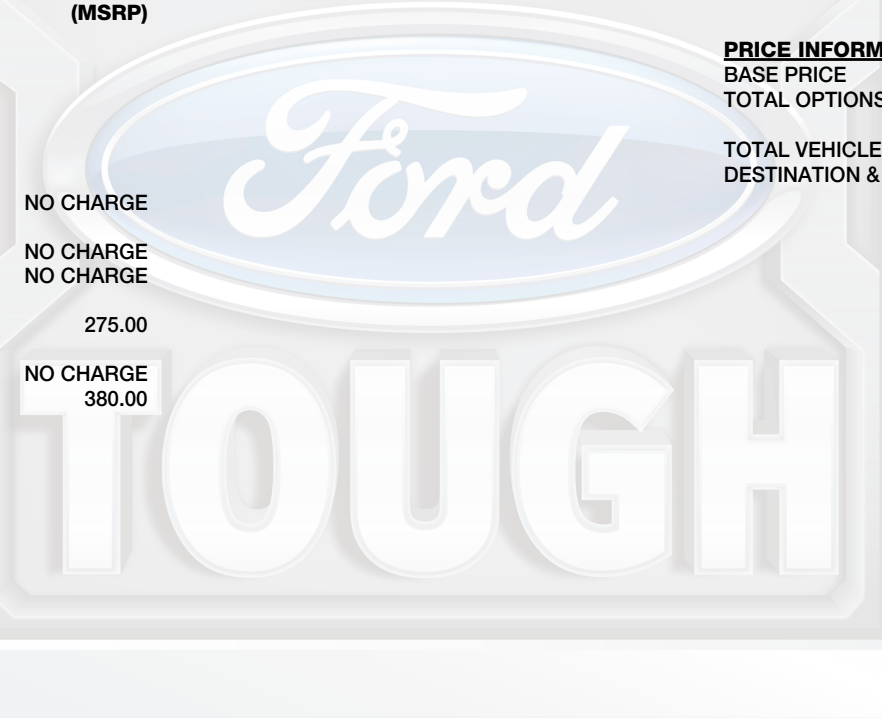 (MSRP)
NO CHARGE
NO CHARGE
NO CHARGE
275.00
NO CHARGE
380.00
PRICE INFORM
BASE PRICE
TOTAL OPTIONS
TOTAL VEHICLE
DESTINATION &
Ford
TOUGH